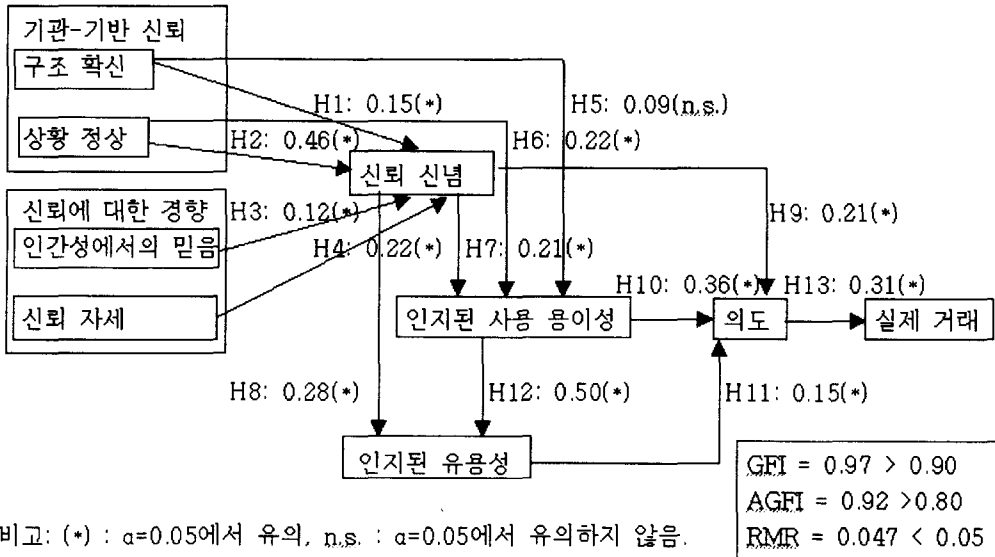 기관-기반 신뢰
구조 확신
H1: 0.15(*)
H5: 0.09(n.s.)
상황 정상
H2: 0.46(*)
H6: 0.22(*)
신뢰 신념
신뢰에 대한 경향
H3: 0.12(*)
H9: 0.21(*)
인간성에서의 믿음
H4: 0.22(*)
H7: 0.21(*)
H10: 0.36(*)
H13: 0.31(*)
신뢰 자세
인지된 사용 용이성
의도
실제 거래
H8: 0.28(*)
H12: 0.50(*)
H11: 0.15(*)
인지된 유용성
GFI = 0.97 > 0.90
AGFI = 0.92 >0.80
RMR = 0.047 < 0.05
비고: (*) : α=0.05에서 유의, n.s. : α=0.05에서 유의하지 않음.